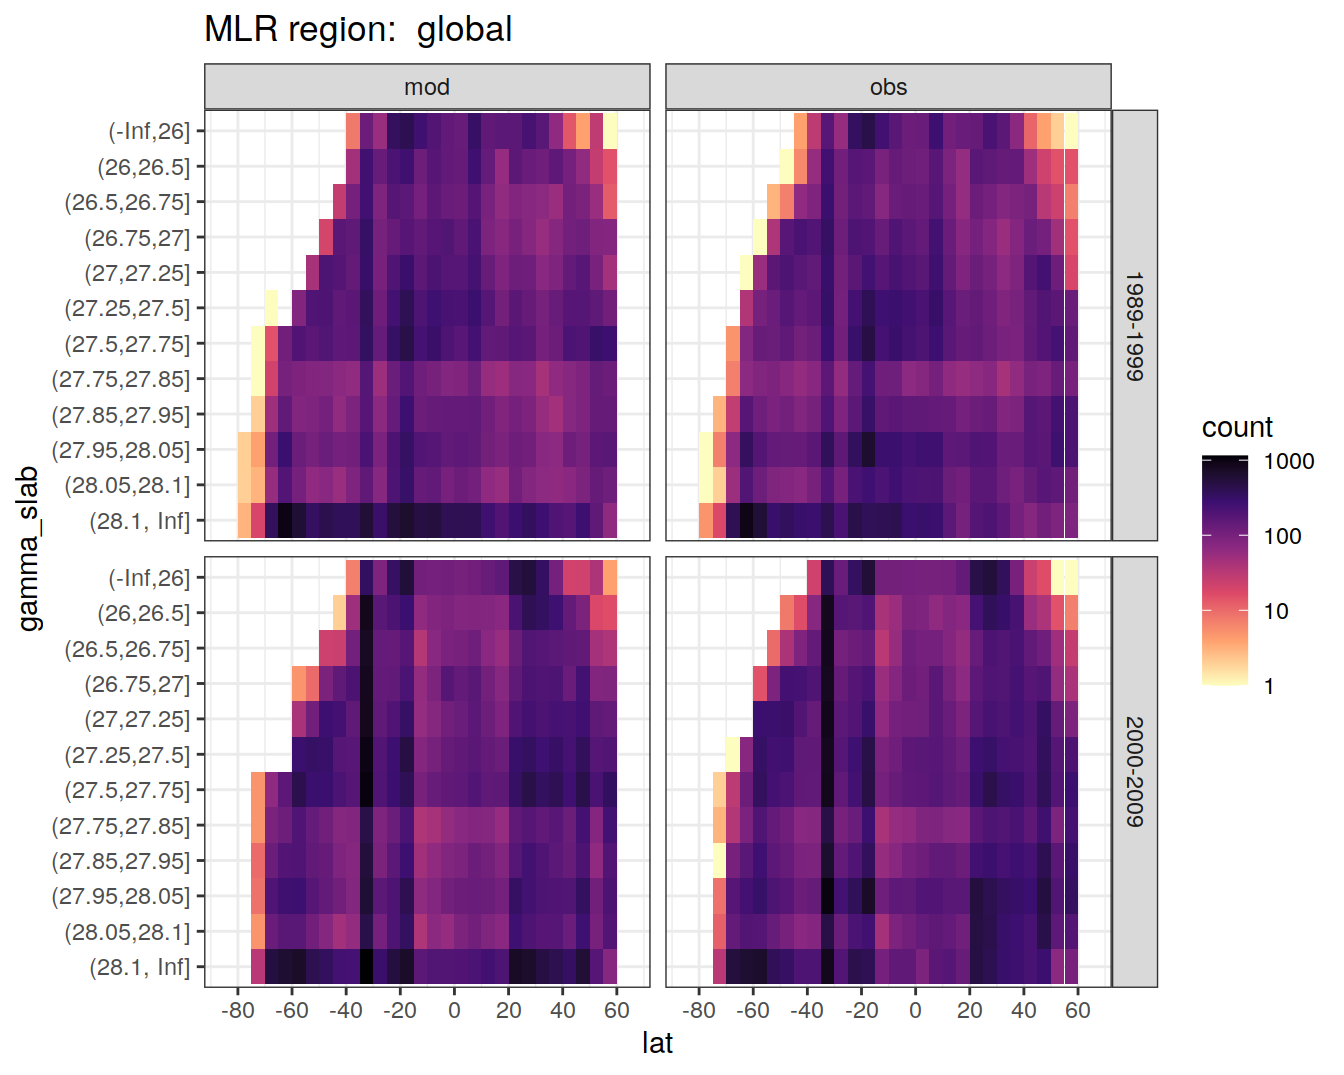 MLR region:  global
mod
obs
(-Inf,26]
(26,26.5]
(26.5,26.75]
(26.75,27]
(27,27.25]
(27.25,27.5]
(27.5,27.75]
(27.75,27.85]
(27.85,27.95]
(27.95,28.05]
(28.05,28.1]
(28.1, Inf]
1989-1999
(-Inf,26]
(26,26.5]
(26.5,26.75]
(26.75,27]
(27,27.25]
(27.25,27.5]
(27.5,27.75]
(27.75,27.85]
(27.85,27.95]
(27.95,28.05]
(28.05,28.1]
(28.1, Inf]
2000-2009
gamma_slab
-80 -60 -40 -20 0 20 40 60
-80 -60 -40 -20 0 20 40 60
lat
count
1000
100
10
1